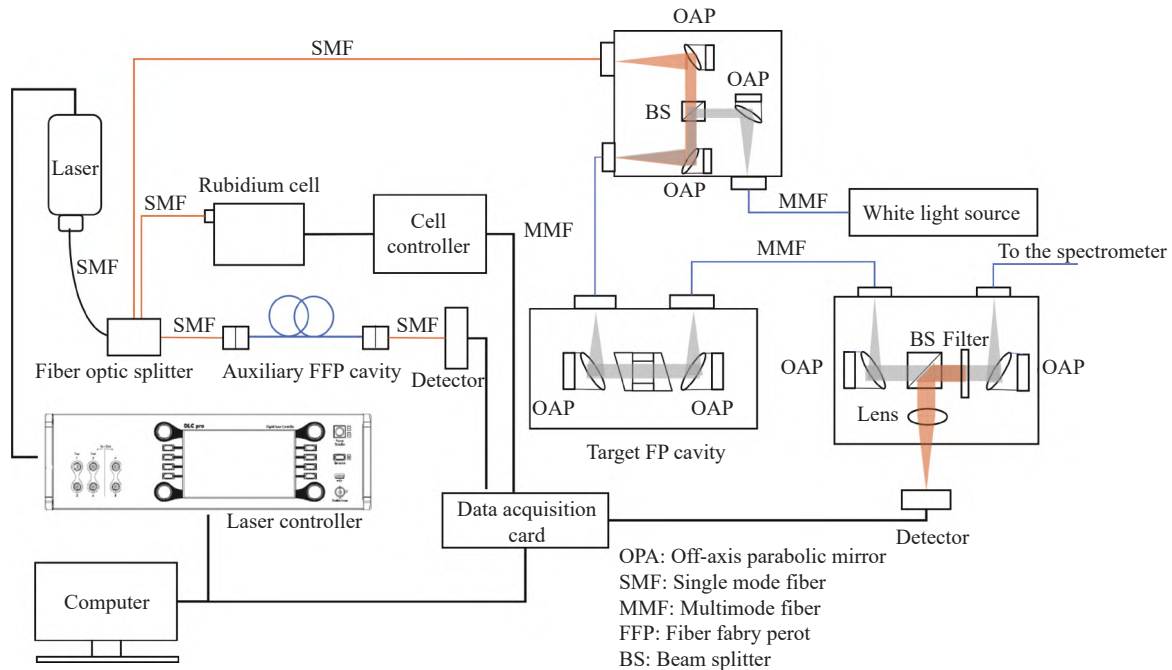 OAP
SMF
OAP
BS
Laser
OAP
Rubidium cell
SMF
MMF
White light source
Cell
controller
MMF
SMF
MMF
To the spectrometer
SMF
SMF
BS Filter
Fiber optic splitter
Auxiliary FFP cavity
Detector
OAP
OAP
OAP
OAP
Lens
Target FP cavity
DLC pro
Laser controller
Data acquisition
card
Detector
OPA: Off-axis parabolic mirror
SMF: Single mode fiber
Computer
MMF: Multimode fiber
FFP: Fiber fabry perot
BS: Beam splitter